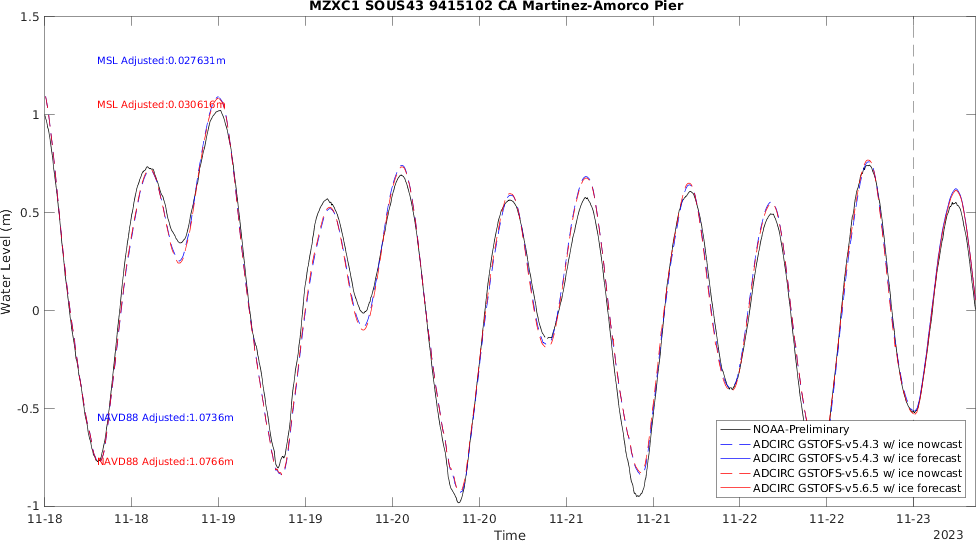 MZXC1 SOUS43 9415102 CA Martinez-Amorco Pier
1.5
MSL Adjusted:0.027631m
MSL Adjusted:0.030616m
1
0.5
Water Level (m)
0
-0.5
NAVD88 Adjusted:1.0736m
NAVD88 Adjusted:1.0766m
NOAA-Preliminary
ADCIRC GSTOFS-v5.4.3 w/ ice nowcast
ADCIRC GSTOFS-v5.4.3 w/ ice forecast
ADCIRC GSTOFS-v5.6.5 w/ ice nowcast
ADCIRC GSTOFS-v5.6.5 w/ ice forecast
-1
11-18 11-18 11-19 11-19 11-20 11-20 11-21 11-21 11-22 11-22 11-23
Time
2023